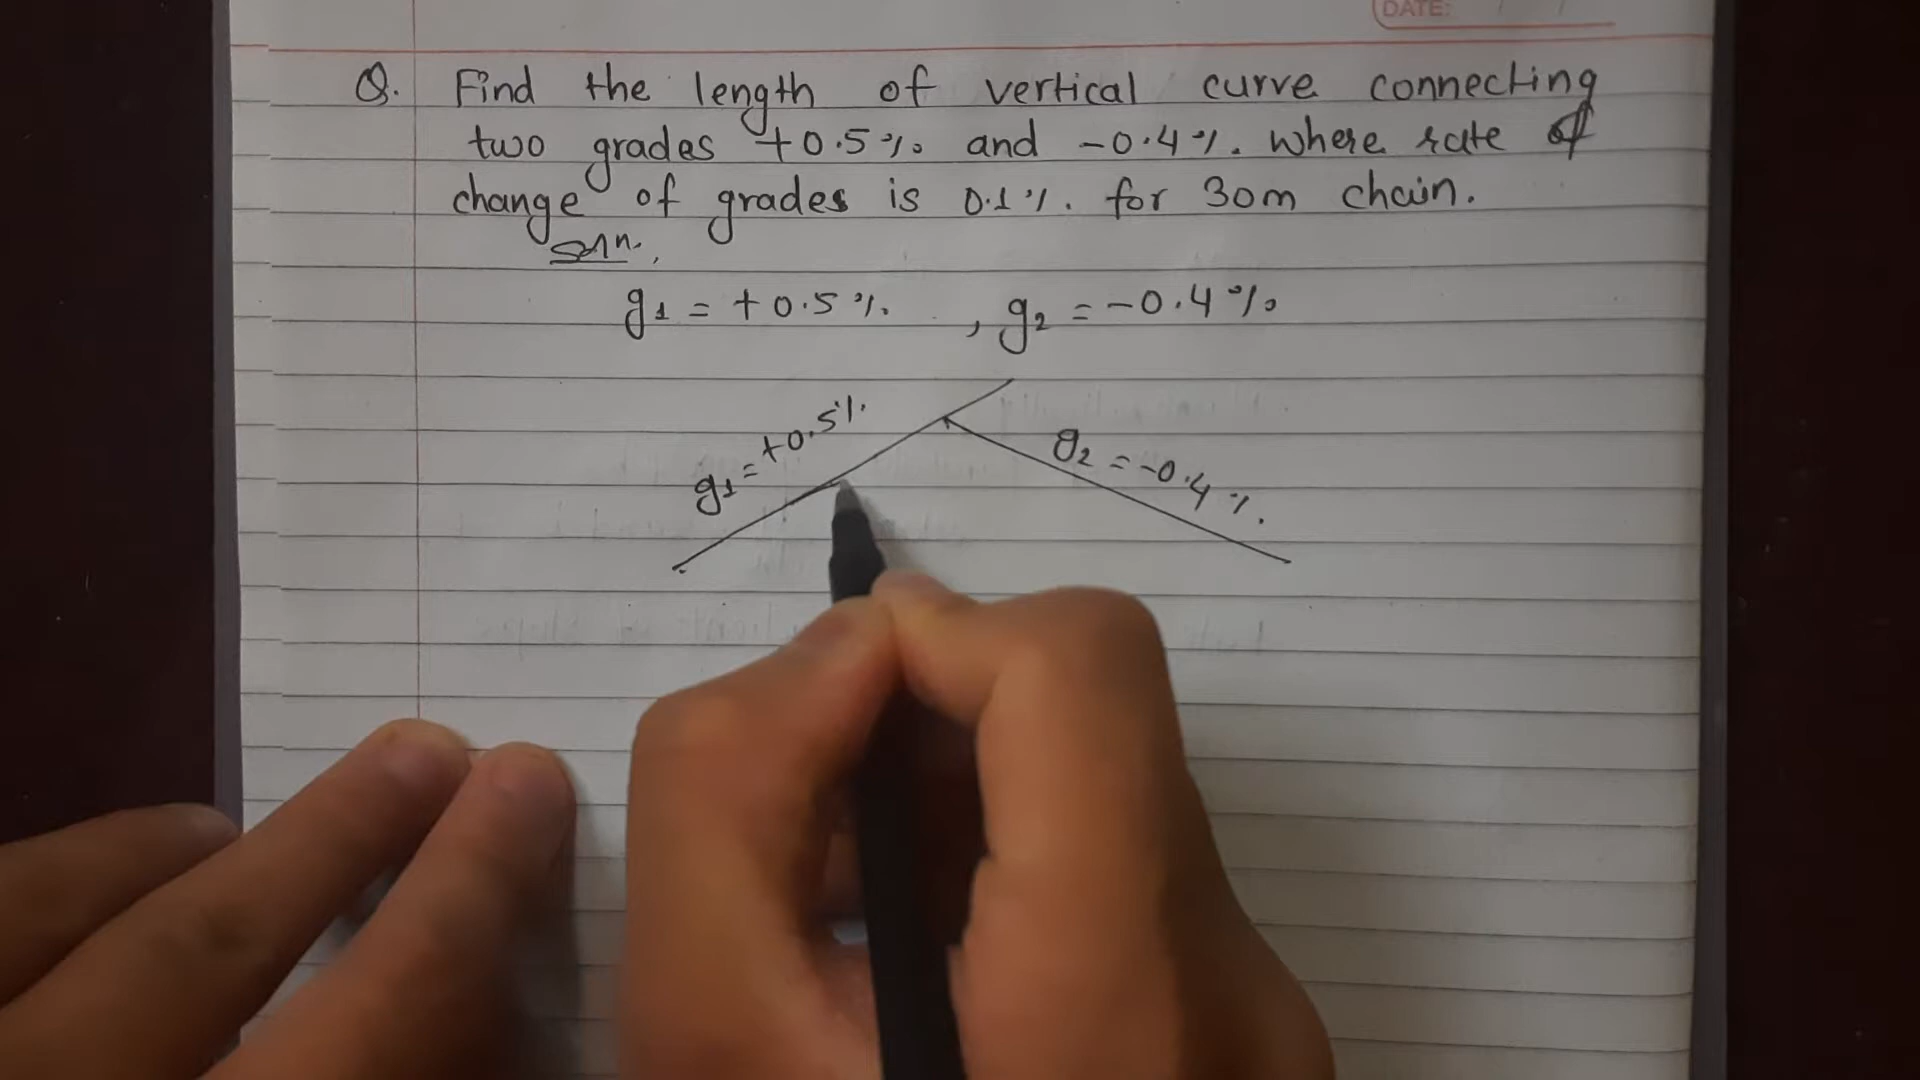 DATE:
Q. Find the length of vertical curve connecting
two grades +0.5% and -0.4%. Where rate of
change of grades is 0.1%. for 30m chain.
Soln.,
g1 = +0.5%. , g2 = -0.4%
g1 = +0.5%.
g2 = -0.4%.